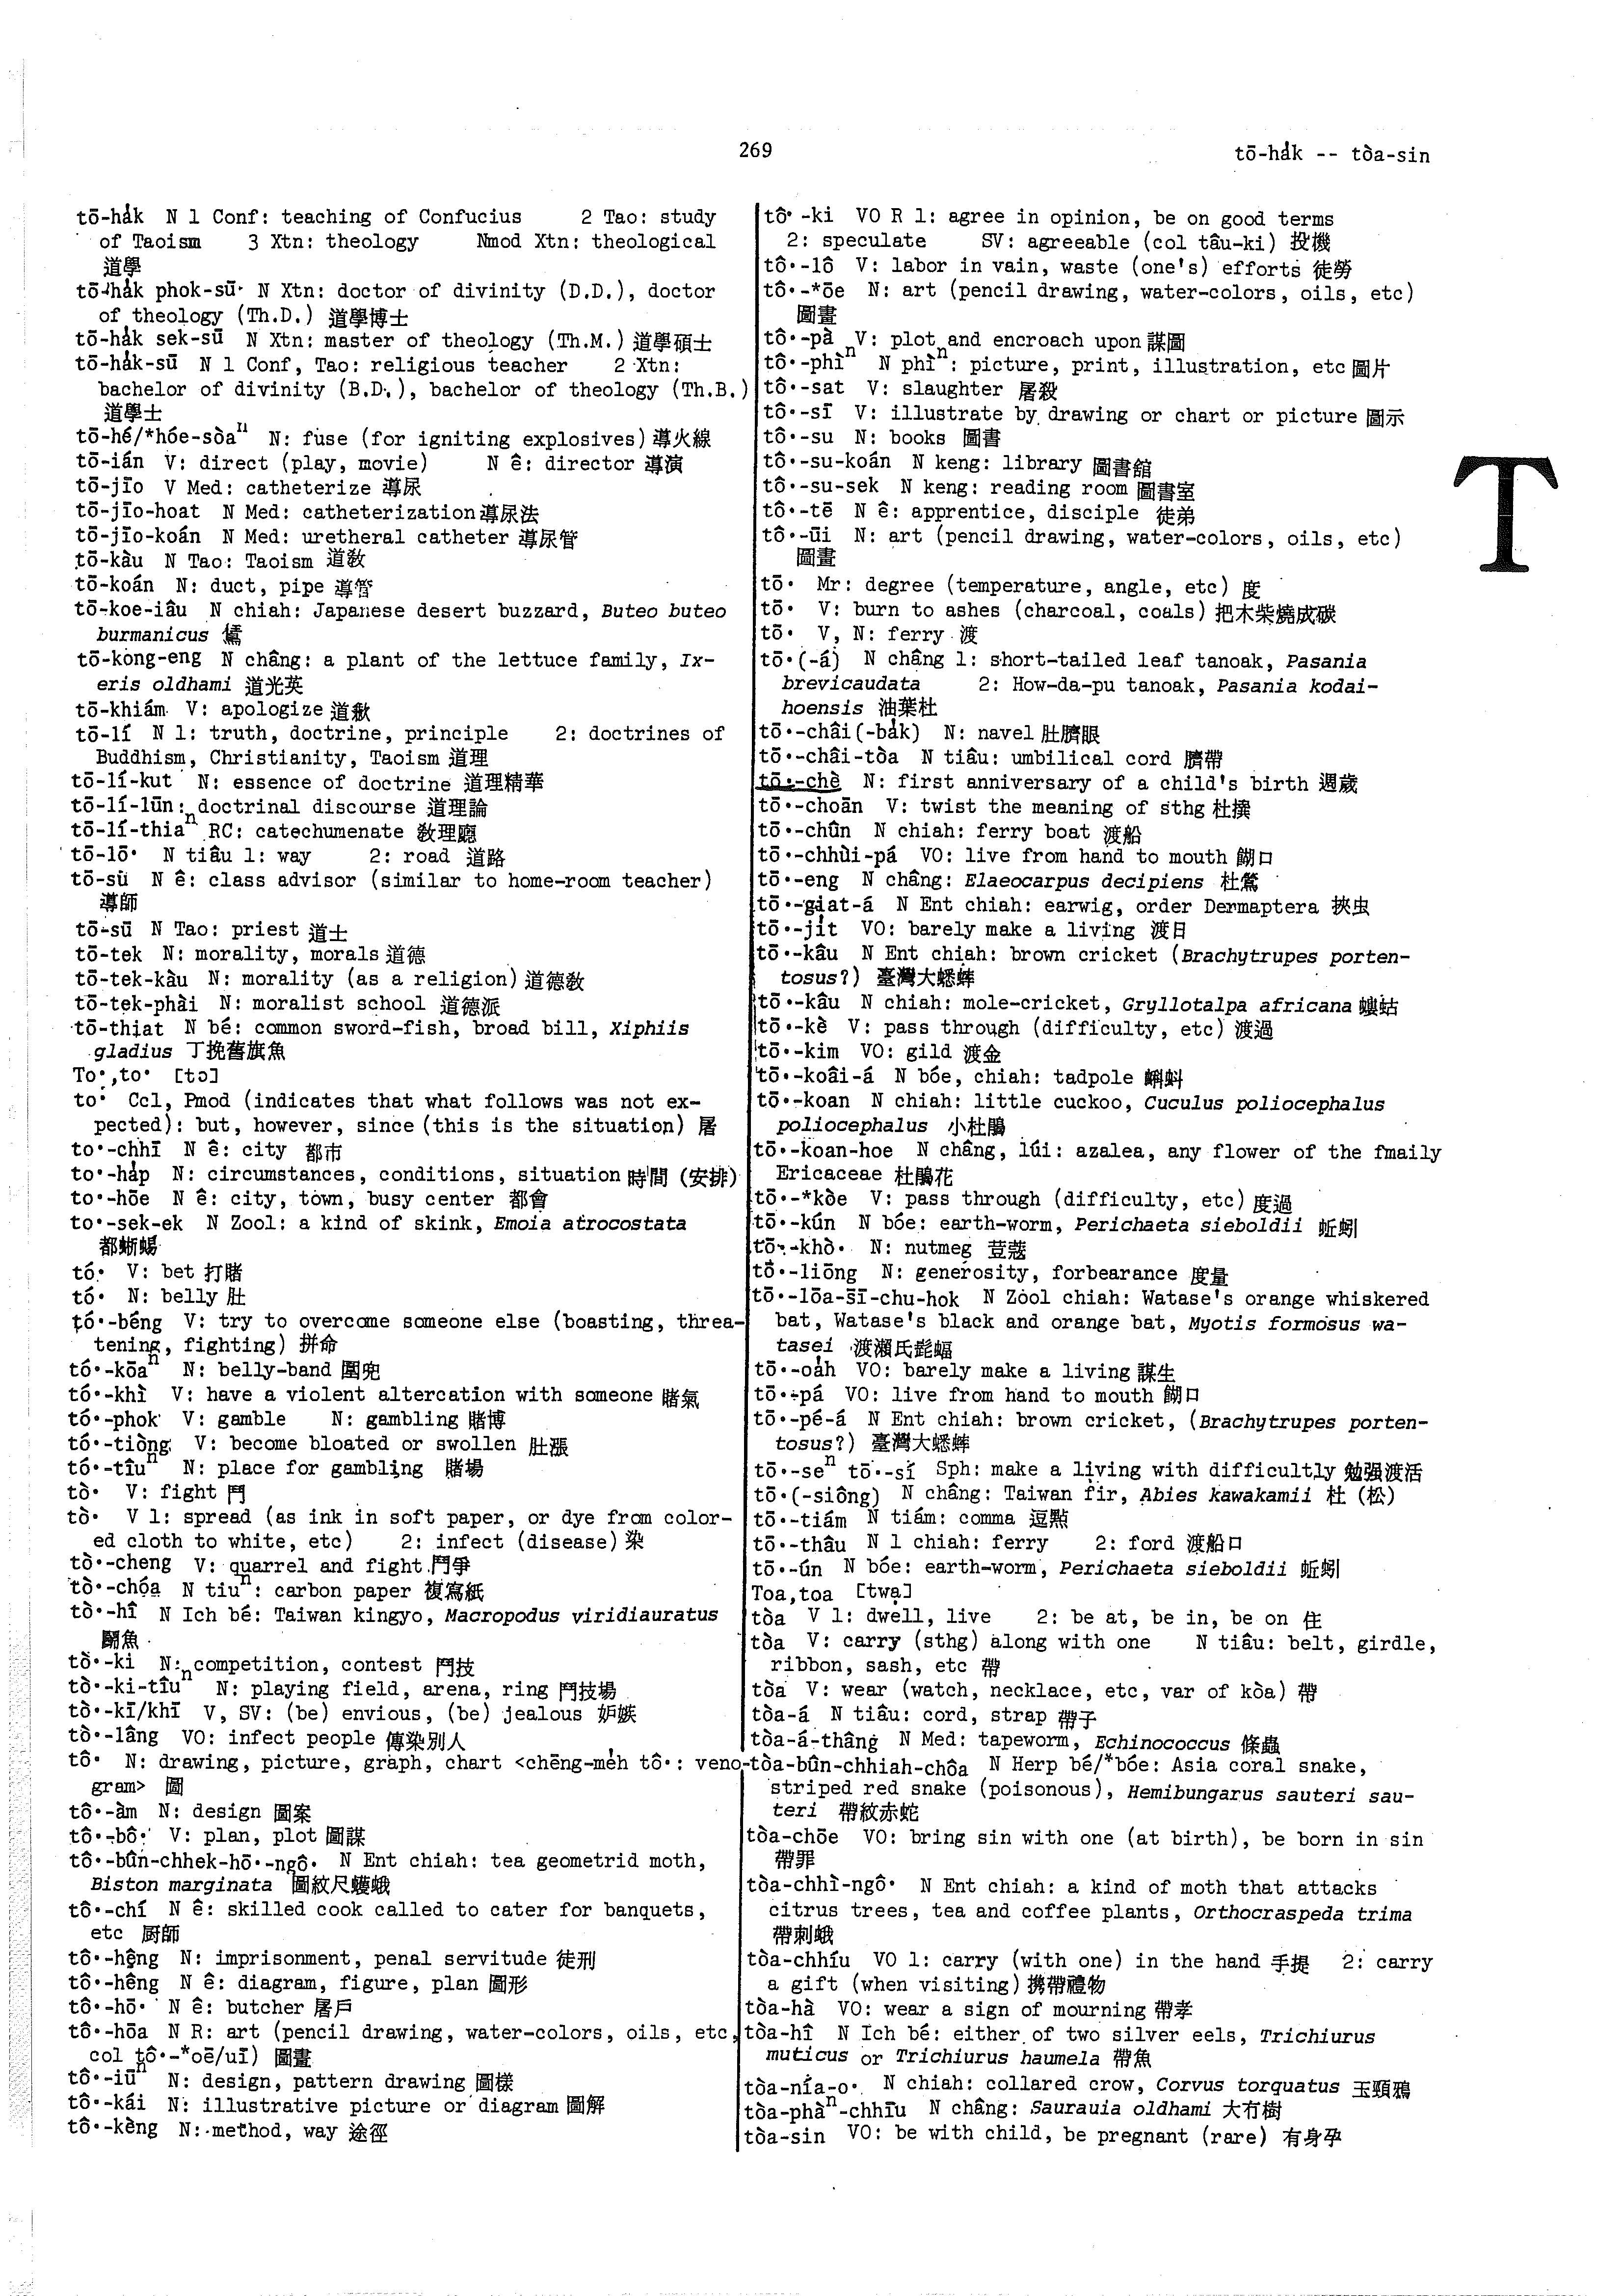 269
tō-ha̍k -- tòa-sin
tō-ha̍k N 1 Conf: teaching of Confucius 2 Tao: study
of Taoism 3 Xtn: theology Nmod Xtn: theological
道學
tō-ha̍k phok-sū N Xtn: doctor of divinity (D.D.), doctor
of theology (Th.D.) 道學博士
tō-ha̍k sek-sū N Xtn: master of theology (Th.M.) 道學碩士
tō-ha̍k-sū N 1 Conf, Tao: religious teacher 2 Xtn:
bachelor of divinity (B.D.), bachelor of theology (Th.B.)
道學士
tō-hé/*hóe-sòaⁿ N: fuse (for igniting explosives) 導火線
tō-ián V: direct (play, movie) N ê: director 導演
tō-jīo V Med: catheterize 導尿
tō-jīo-hoat N Med: catheterization 導尿法
tō-jīo-koán N Med: uretheral catheter 導尿管
tō-kàu N Tao: Taoism 道教
tō-koán N: duct, pipe 導管
tō-koe-iâu N chiah: Japanese desert buzzard, Buteo buteo
burmanicus
tō-kong-eng N châng: a plant of the lettuce family, Ix-
eris oldhami 道光英
tō-khiám V: apologize 道歉
tō-lí N 1: truth, doctrine, principle 2: doctrines of
Buddhism, Christianity, Taoism 道理
tō-lí-kut N: essence of doctrine 道理精華
tō-lí-lūn: doctrinal discourse 道理論
tō-lí-thiaⁿ RC: catechumenate 教理廳
tō-lō͘ N tiâu 1: way 2: road 道路
tō-sū N ê: class advisor (similar to home-room teacher)
導師
tō-sū N Tao: priest 道士
tō-tek N: morality, morals 道德
tō-tek-kàu N: morality (as a religion) 道德教
tō-tek-phài N: moralist school 道德派
tō-thiat N bé: common sword-fish, broad bill, Xiphiis
gladius 丁挽舊旗魚
To͘,to͘ [tɔ]
to͘ Ccl, Pmod (indicates that what follows was not ex-
pected): but, however, since (this is the situation) 屠
to͘-chhī N ê: city 都市
to͘-ha̍p N: circumstances, conditions, situation 時間 (安排)
to͘-hōe N ê: city, town, busy center 都會
to͘-sek-ek N Zool: a kind of skink, Emoia atrocostata
都蜥蜴
tó͘ V: bet 打賭
tó͘ N: belly 肚
tó͘-béng V: try to overcome someone else (boasting, threa-
tening, fighting) 拼命
tó͘-kōaⁿ N: belly-band 圍兜
tó͘-khì V: have a violent altercation with someone 賭氣
tó͘-phok V: gamble N: gambling 賭博
tó͘-tiòng V: become bloated or swollen 肚漲
tó͘-tîuⁿ N: place for gambling 賭場
tò͘ V: fight 鬥
tò͘ V 1: spread (as ink in soft paper, or dye from color-
ed cloth to white, etc) 2: infect (disease) 染
tò͘-cheng V: quarrel and fight 鬥爭
tò͘-chóa N tiuⁿ: carbon paper 複寫紙
tò͘-hî N Ich bé: Taiwan kingyo, Macropodus viridiauratus
鬪魚
tò͘-ki N: competition, contest 鬥技
tò͘-ki-tîuⁿ N: playing field, arena, ring 鬥技場
tò͘-kī/khī V, SV: (be) envious, (be) jealous 妒嫉
tò͘-lâng VO: infect people 傳染別人
tô͘ N: drawing, picture, graph, chart <chēng-me̍h tô͘: veno-
gram> 圖
tô͘-àm N: design 圖案
tô͘-bô͘ V: plan, plot 圖謀
tô͘-bûn-chhek-hō͘-ngô͘ N Ent chiah: tea geometrid moth,
Biston marginata 圖紋尺蠖蛾
tô͘-chí N ê: skilled cook called to cater for banquets,
etc 厨師
tô͘-hêng N: imprisonment, penal servitude 徒刑
tô͘-hêng N ê: diagram, figure, plan 圖形
tô͘-hō͘ N ê: butcher 屠戶
tô͘-hōa N R: art (pencil drawing, water-colors, oils, etc,
col tô͘-*oē/uī) 圖畫
tô͘-iūⁿ N: design, pattern drawing 圖樣
tô͘-kái N: illustrative picture or diagram 圖解
tô͘-kèng N: method, way 途徑
tô͘-ki VO R 1: agree in opinion, be on good terms
2: speculate SV: agreeable (col tâu-ki) 投機
tô͘-lô V: labor in vain, waste (one's) efforts 徒勞
tô͘-*ōe N: art (pencil drawing, water-colors, oils, etc)
圖畫
tô͘-pà V: plot and encroach upon 謀圖
tô͘-phìⁿ N phìⁿ: picture, print, illustration, etc 圖片
tô͘-sat V: slaughter 屠殺
tô͘-sī V: illustrate by drawing or chart or picture 圖示
tô͘-su N: books 圖書
tô͘-su-koán N keng: library 圖書館
tô͘-su-sek N keng: reading room 圖書室
tô͘-tē N ê: apprentice, disciple 徒弟
tô͘-ūi N: art (pencil drawing, water-colors, oils, etc)
圖畫
T
tō͘ Mr: degree (temperature, angle, etc) 度
tō͘ V: burn to ashes (charcoal, coals) 把木柴燒成碳
tō͘ V, N: ferry 渡
tō͘(-á) N châng 1: short-tailed leaf tanoak, Pasania
brevicaudata 2: How-da-pu tanoak, Pasania kodai-
hoensis 油葉杜
tō͘-châi(-ba̍k) N: navel 肚臍眼
tō͘-châi-tòa N tiâu: umbilical cord 臍帶
tō͘-chè N: first anniversary of a child's birth 週歲
tō͘-choān V: twist the meaning of sthg 杜撰
tō͘-chûn N chiah: ferry boat 渡船
tō͘-chhùi-pá VO: live from hand to mouth 餬口
tō͘-eng N châng: Elaeocarpus decipiens 杜鶯
tō͘-gia̍t-á N Ent chiah: earwig, order Dermaptera 挾虫
tō͘-ji̍t VO: barely make a living 渡日
tō͘-kâu N Ent chiah: brown cricket (Brachytrupes porten-
tosus?) 臺灣大蟋蟀
tō͘-kâu N chiah: mole-cricket, Gryllotalpa africana 螻蛄
tō͘-kè V: pass through (difficulty, etc) 渡過
tō͘-kim VO: gild 渡金
tō͘-koâi-á N bóe, chiah: tadpole 蝌蚪
tō͘-koan N chiah: little cuckoo, Cuculus poliocephalus
poliocephalus 小杜鵑
tō͘-koan-hoe N châng, lúi: azalea, any flower of the fmaily
Ericaceae 杜鵑花
tō͘-*kòe V: pass through (difficulty, etc) 度過
tō͘-kún N bóe: earth-worm, Perichaeta sieboldii 蚯蚓
tō͘-khò͘ N: nutmeg 荳蔻
tō͘-liōng N: generosity, forbearance 度量
tō͘-lōa-sī-chu-hok N Zool chiah: Watase's orange whiskered
bat, Watase's black and orange bat, Myotis formosus wa-
tasei 渡瀨氏髭蝠
tō͘-oa̍h VO: barely make a living 謀生
tō͘-pá VO: live from hand to mouth 餬口
tō͘-pé-á N Ent chiah: brown cricket, (Brachytrupes porten-
tosus?) 臺灣大蟋蟀
tō͘-seⁿ tō͘-sí Sph: make a living with difficultly 勉强渡活
tō͘(-siông) N châng: Taiwan fir, Abies kawakamii 杜 (松)
tō͘-tiám N tiám: comma 逗點
tō͘-thâu N 1 chiah: ferry 2: ford 渡船口
tō͘-ún N bóe: earth-worm, Perichaeta sieboldii 蚯蚓
Toa,toa [twa]
tòa V 1: dwell, live 2: be at, be in, be on 住
tòa V: carry (sthg) along with one N tiâu: belt, girdle,
ribbon, sash, etc 帶
tòa V: wear (watch, necklace, etc, var of kòa) 帶
tòa-á N tiâu: cord, strap 帶子
tòa-á-thâng N Med: tapeworm, Echinococcus 條蟲
tòa-bûn-chhiah-chôa N Herp bé/*bóe: Asia coral snake,
striped red snake (poisonous), Hemibungarus sauteri sau-
teri 帶紋赤蛇
tòa-chōe VO: bring sin with one (at birth), be born in sin
帶罪
tòa-chhì-ngô͘ N Ent chiah: a kind of moth that attacks
citrus trees, tea and coffee plants, Orthocraspeda trima
帶刺蛾
tòa-chhíu VO 1: carry (with one) in the hand 手提 2: carry
a gift (when visiting) 携帶禮物
tòa-hà VO: wear a sign of mourning 帶孝
tòa-hî N Ich bé: either of two silver eels, Trichiurus
muticus or Trichiurus haumela 帶魚
tòa-nía-o͘ N chiah: collared crow, Corvus torquatus 玉頸鴉
tòa-phàⁿ-chhīu N châng: Saurauia oldhami 大冇樹
tòa-sin VO: be with child, be pregnant (rare) 有身孕